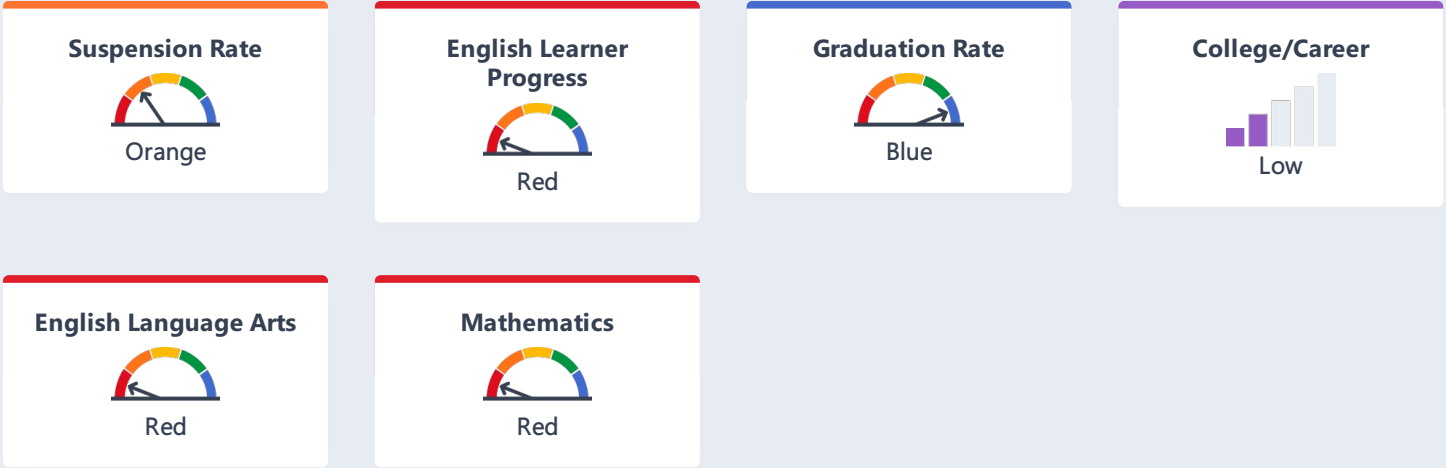 Suspension Rate
Orange
English Learner
Progress
Red
Graduation Rate
Blue
College/Career
Low
English Language Arts
Red
Mathematics
Red